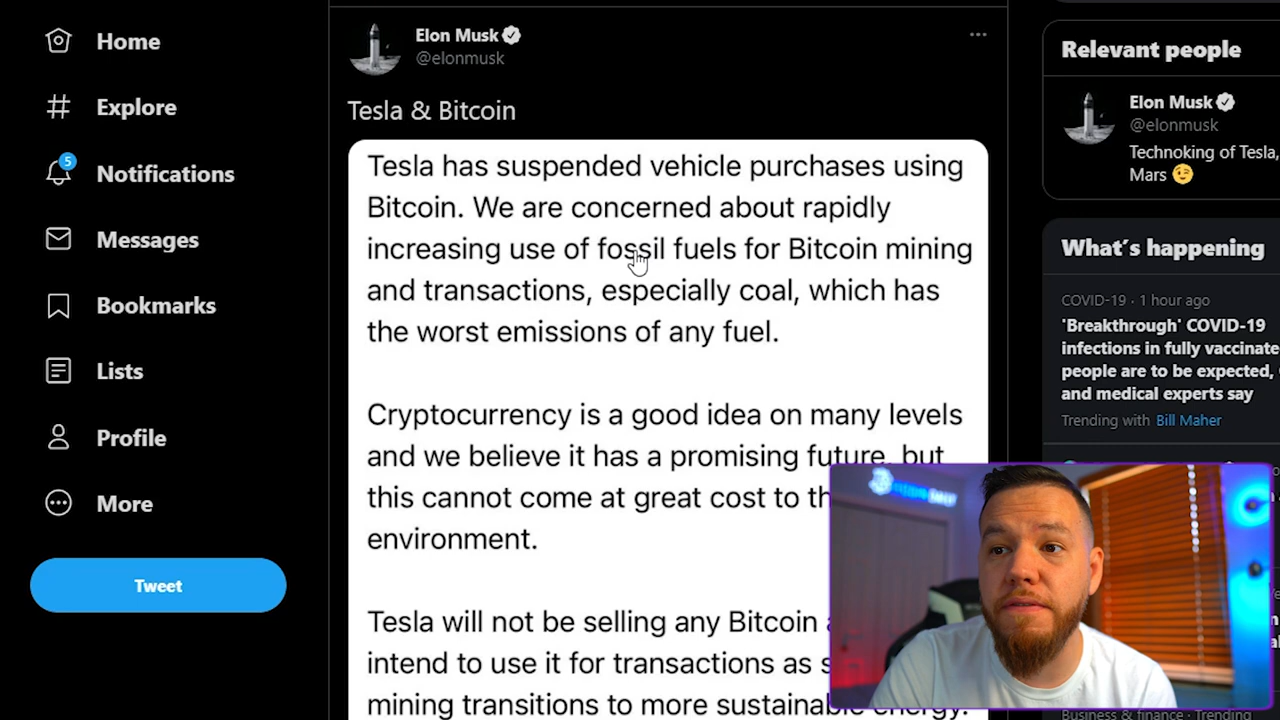 Home
Explore
5
Notifications
Messages
Bookmarks
Lists
Profile
More
Tweet
Elon Musk
@elonmusk
Tesla & Bitcoin
Tesla has suspended vehicle purchases using
Bitcoin. We are concerned about rapidly
increasing use of fossil fuels for Bitcoin mining
and transactions, especially coal, which has
the worst emissions of any fuel.
Cryptocurrency is a good idea on many levels
and we believe it has a promising future, but
this cannot come at great cost to
environment.
Tesla will not be selling any Bitcoin
intend to use it for transactions as
mining transitions to more sustainable energy.
Relevant people
Elon Musk
@elonmusk
Technoking of Tesla,
Mars
What's happening
COVID-19 · 1 hour ago
'Breakthrough' COVID-19
infections in fully
people are to be expected,
and medical experts say
Trending with Bill Maher
Business & finance · Trending